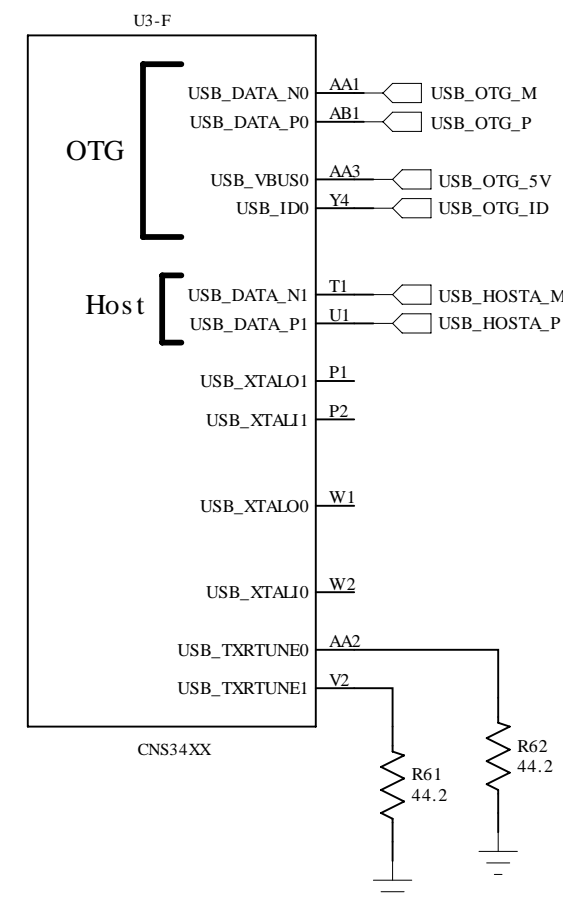 U3-F
USB_DATA_N0 AA1 USB_OTG_M
USB_DATA_P0 AB1 USB_OTG_P
OTG
USB_VBUS0 AA3 USB_OTG_5V
USB_ID0 Y4 USB_OTG_ID
USB_DATA_N1 T1 USB_HOSTA_M
Host
USB_DATA_P1 U1 USB_HOSTA_P
USB_XTALO1 P1
USB_XTALI1 P2
USB_XTALO0 W1
USB_XTALI0 W2
USB_TXRTUNE0 AA2
USB_TXRTUNE1 V2
CNS34XX
R62
44.2
R61
44.2